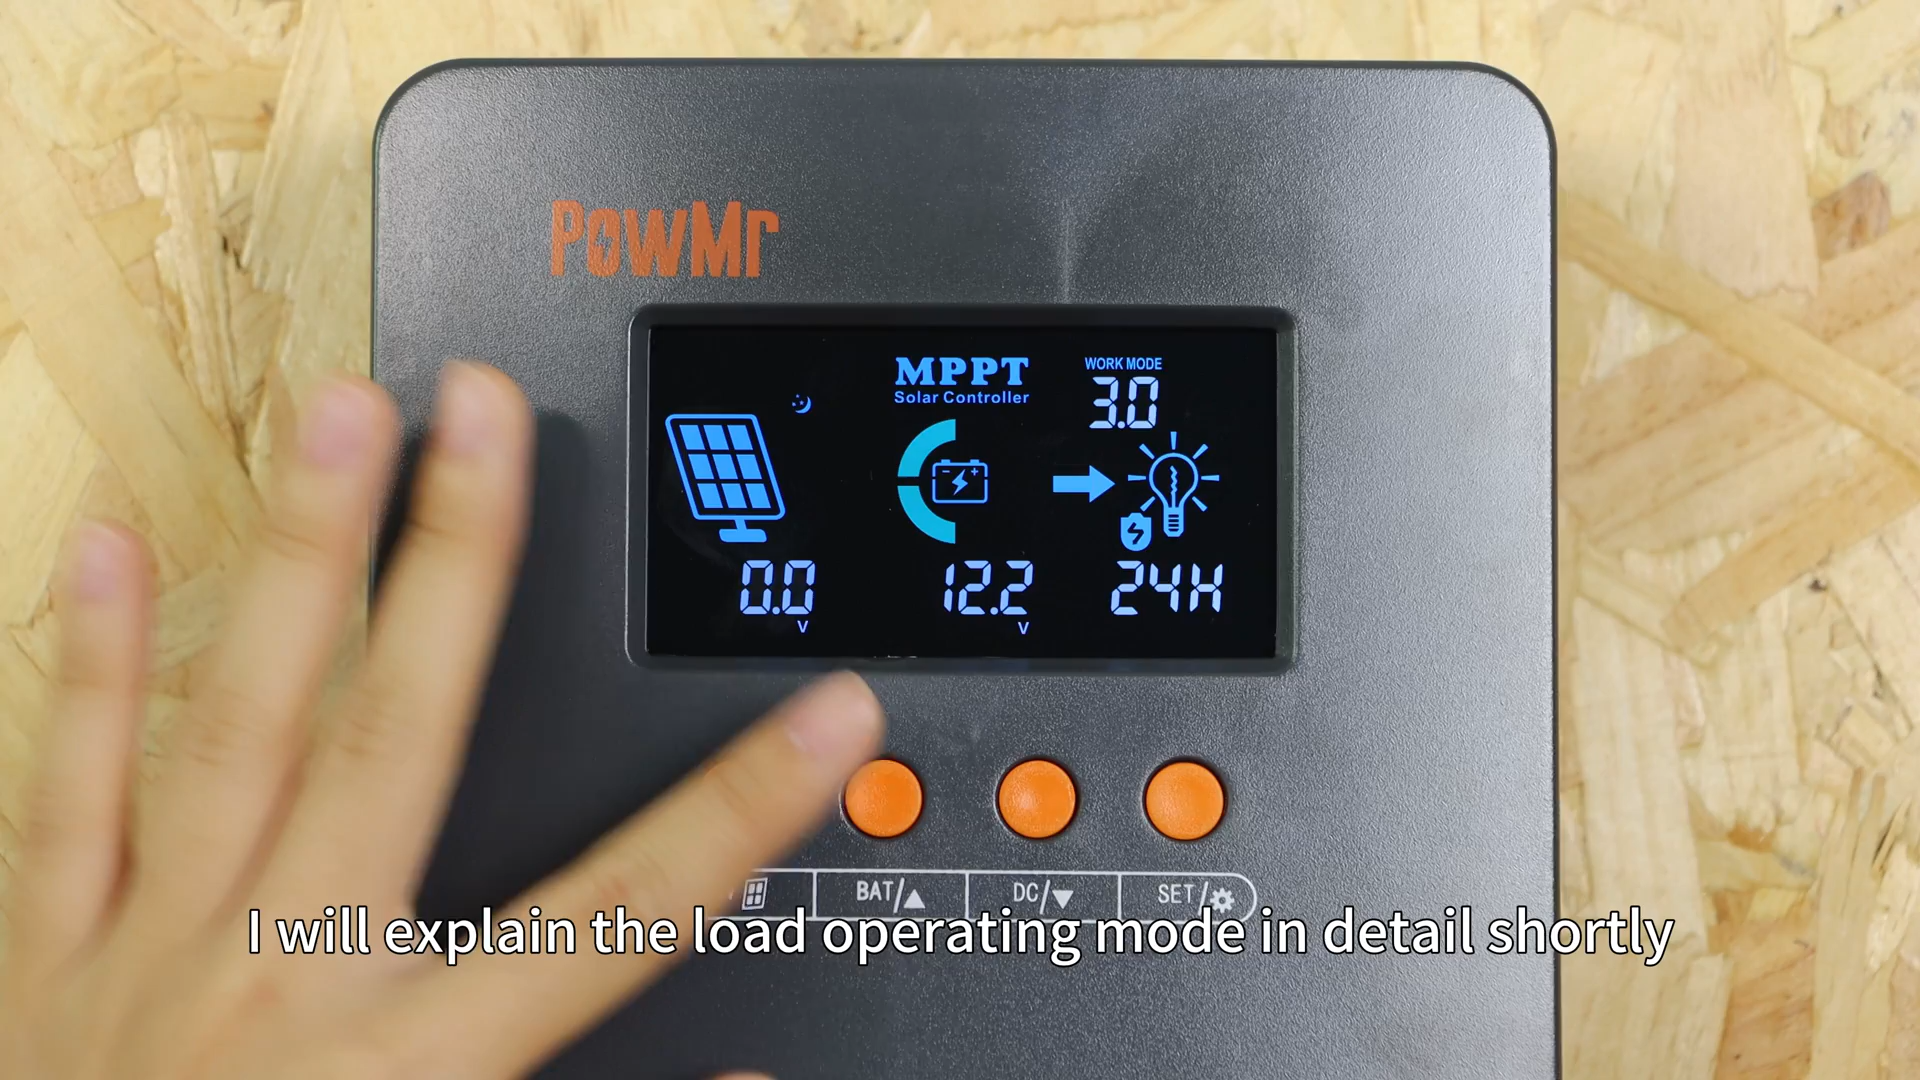 PowMr
MPPT
Solar Controller
WORK MODE
3.0
0.0
V
12.2
V
24H
BAT/▲
DC/▼
SET/
I will explain the load operating mode in detail shortly